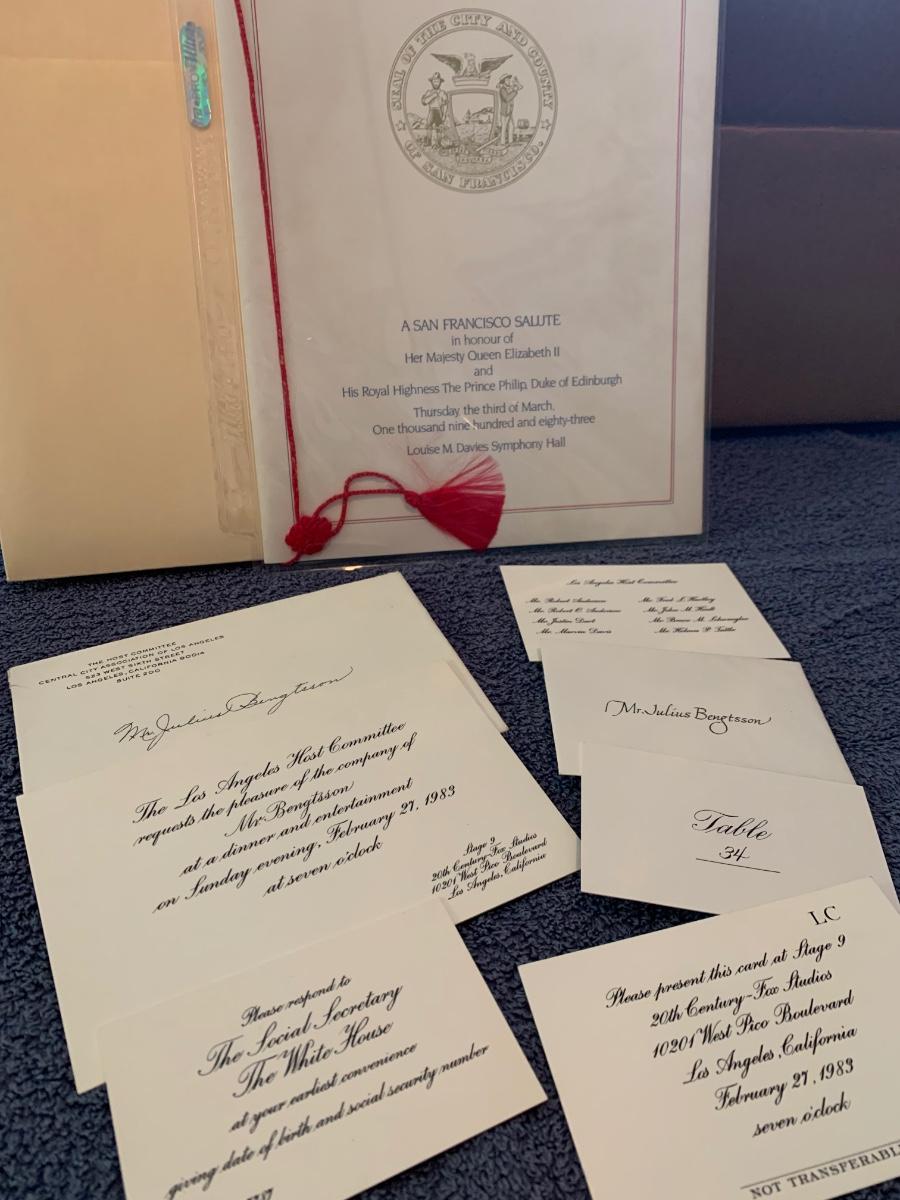 SEAL OF THE CITY AND COUNTY
OF SAN FRANCISCO.
A SAN FRANCISCO SALUTE
in honour of
Her Majesty Queen Elizabeth II
and
His Royal Highness The Prince Philip, Duke of Edinburgh
Thursday the third of March,
One thousand nine hundred and eighty-three
Louise M. Davies Symphony Hall
THE HOST COMMITTEE
CENTRAL CITY ASSOCIATION OF LOS ANGELES
523 WEST SIXTH STREET
LOS ANGELES, CALIFORNIA 90014
SUITE 200
Mr. Julius Bengtsson
The Los Angeles Host Committee
requests the pleasure of the company of
Mr. Bengtsson
at a dinner and entertainment
on Sunday evening, February 27, 1983
at seven o'clock
Stage 9
20th Century-Fox Studios
10201 West Pico Boulevard
Los Angeles, California
Please respond to
The Social Secretary
The White House
at your earliest convenience
giving date of birth and social security number
Los Angeles Host Committee
Mr. Robert Anderson
Mr. Robert O. Anderson
Mr. Justin Dart
Mr. Marvin Davis
Mr. Fred L. Hartley
Mr. John M. Heidt
Mr. Holmes P. Tuttle
Mr. Julius Bengtsson
Table
34
LC
Please present this card at Stage 9
20th Century-Fox Studios
10201 West Pico Boulevard
Los Angeles, California
February 27, 1983
seven o'clock
NOT TRANSFERABLE